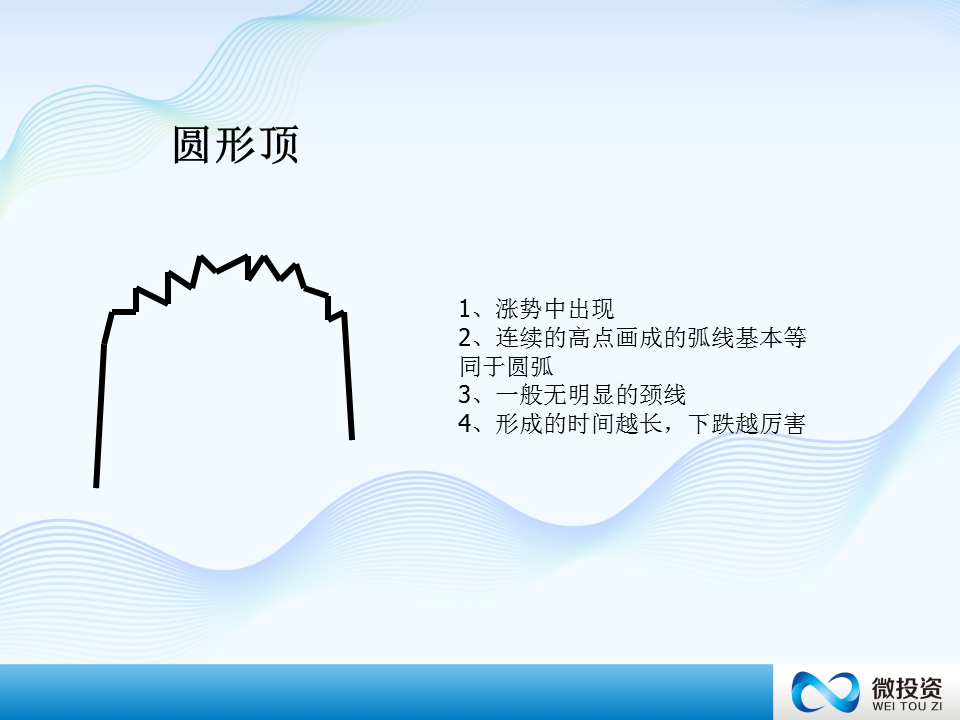 圆形顶
1、涨势中出现
2、连续的高点画成的弧线基本等
同于圆弧
3、一般无明显的颈线
4、形成的时间越长，下跌越厉害
微投资
WEI TOU ZI